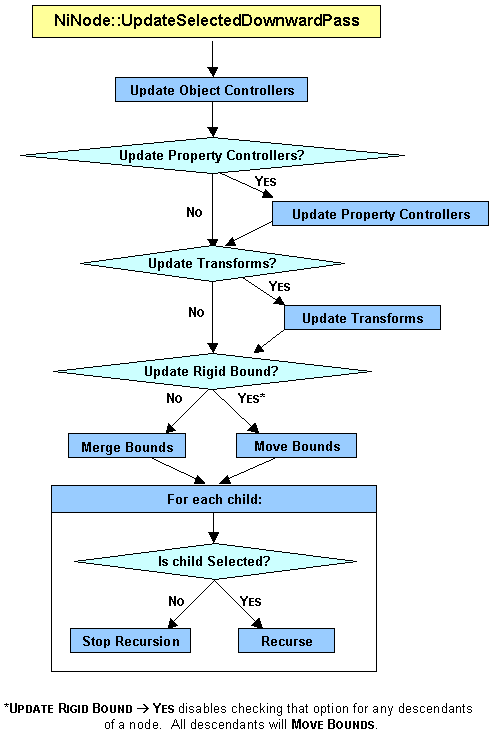 NiNode::UpdateSelectedDownwardPass
Update Object Controllers
Update Property Controllers?
YES
No
Update Property Controllers
Update Transforms?
YES
No
Update Transforms
Update Rigid Bound?
No
YES*
Merge Bounds
Move Bounds
For each child:
Is child Selected?
No
YES
Stop Recursion
Recurse
*UPDATE RIGID BOUND → YES disables checking that option for any descendants
of a node. All descendants will MOVE BOUNDS.